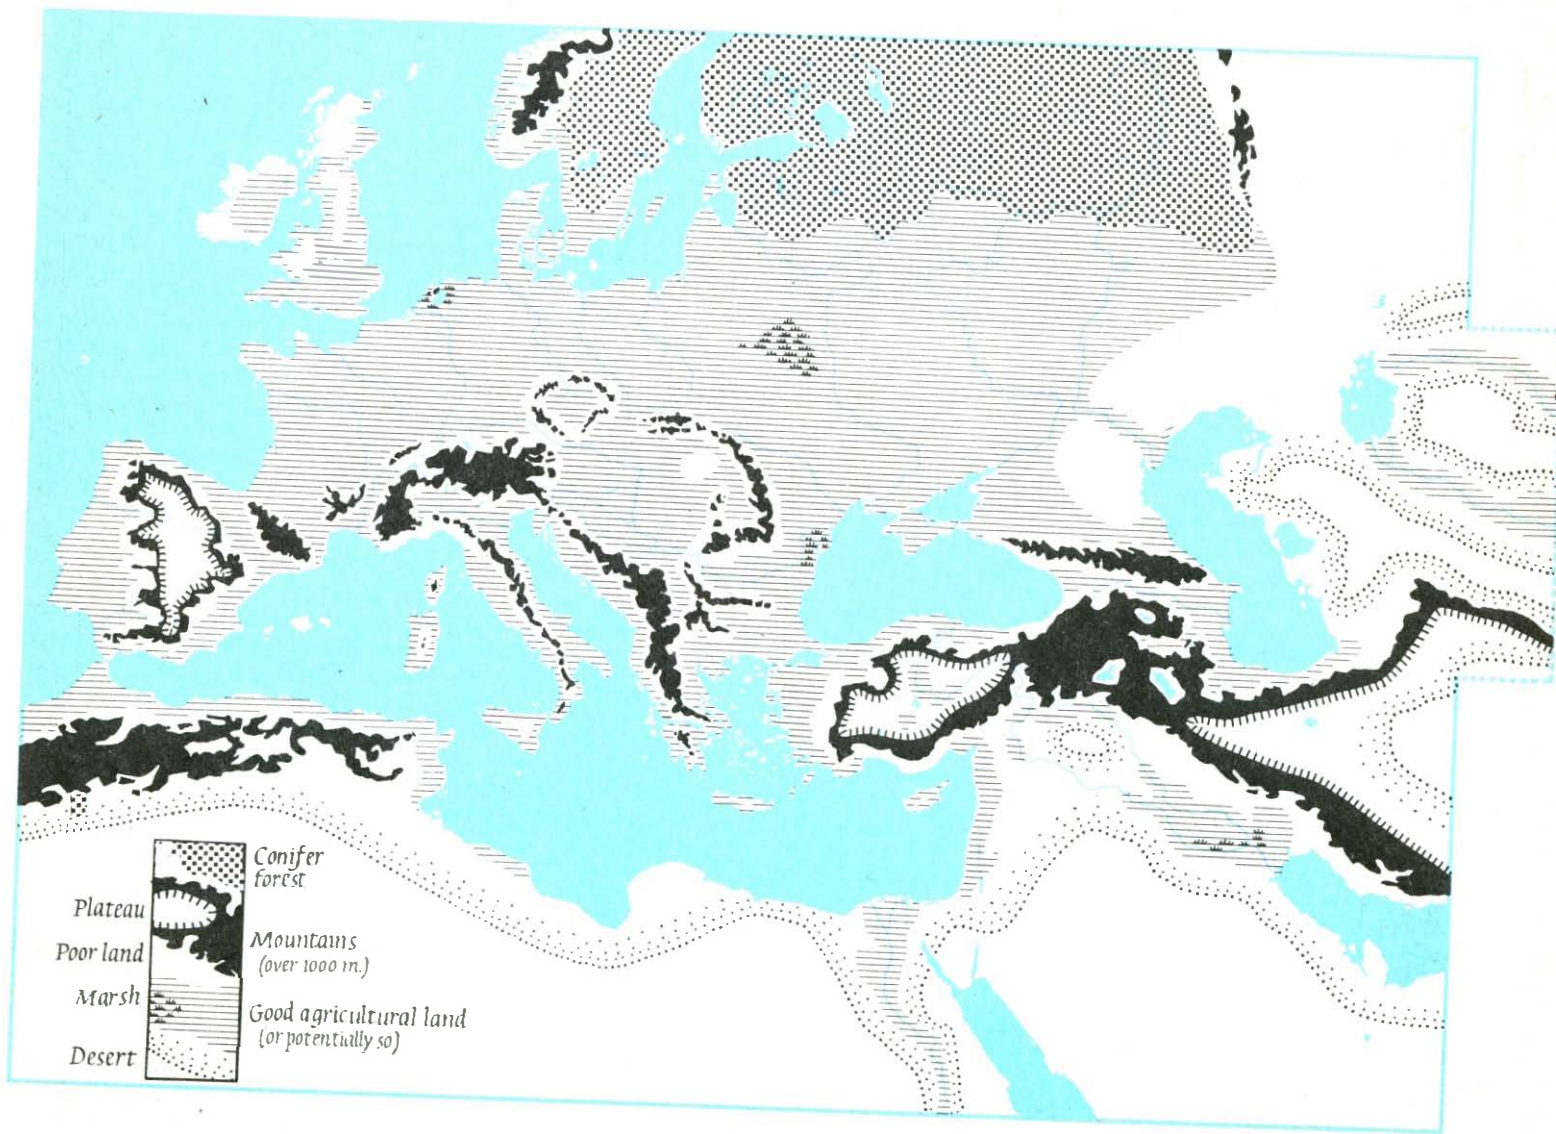 Conifer
forest
Plateau
Poor land
Mountains
(over 1000 m.)
Marsh
Good agricultural land
(or potentially so)
Desert